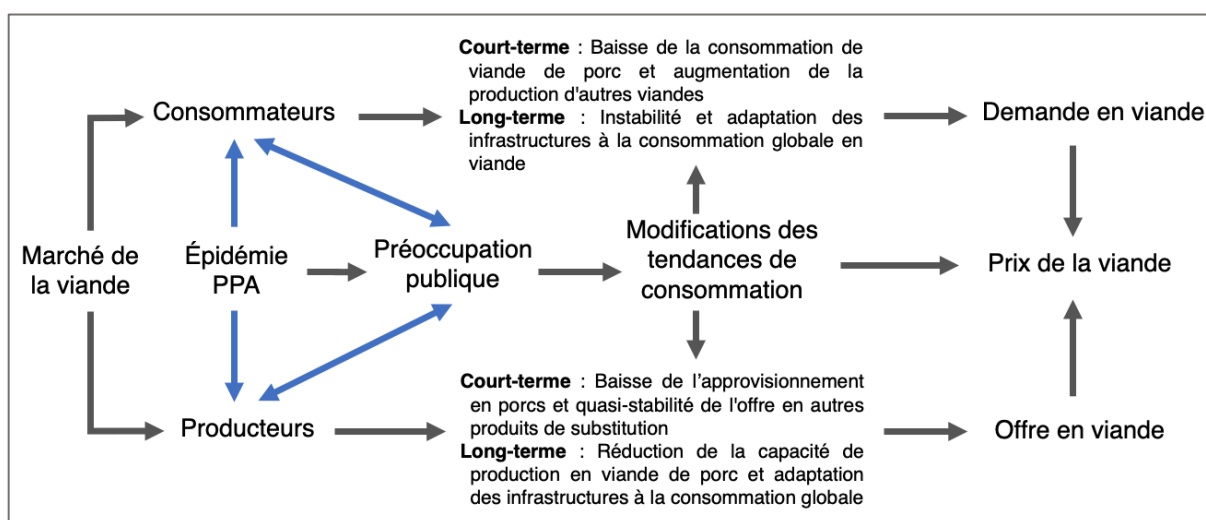 Court-terme : Baisse de la consommation de
viande de porc et augmentation de la
production d'autres viandes
Long-terme : Instabilité et adaptation des
infrastructures à la consommation globale en
viande
Consommateurs
Demande en viande
Marché de
la viande
Épidémie
PPA
Préoccupation
publique
Modifications des
tendances de
consommation
Prix de la viande
Producteurs
Court-terme : Baisse de l’approvisionnement
en porcs et quasi-stabilité de l'offre en autres
produits de substitution
Long-terme : Réduction de la capacité de
production en viande de porc et adaptation
des infrastructures à la consommation globale
Offre en viande